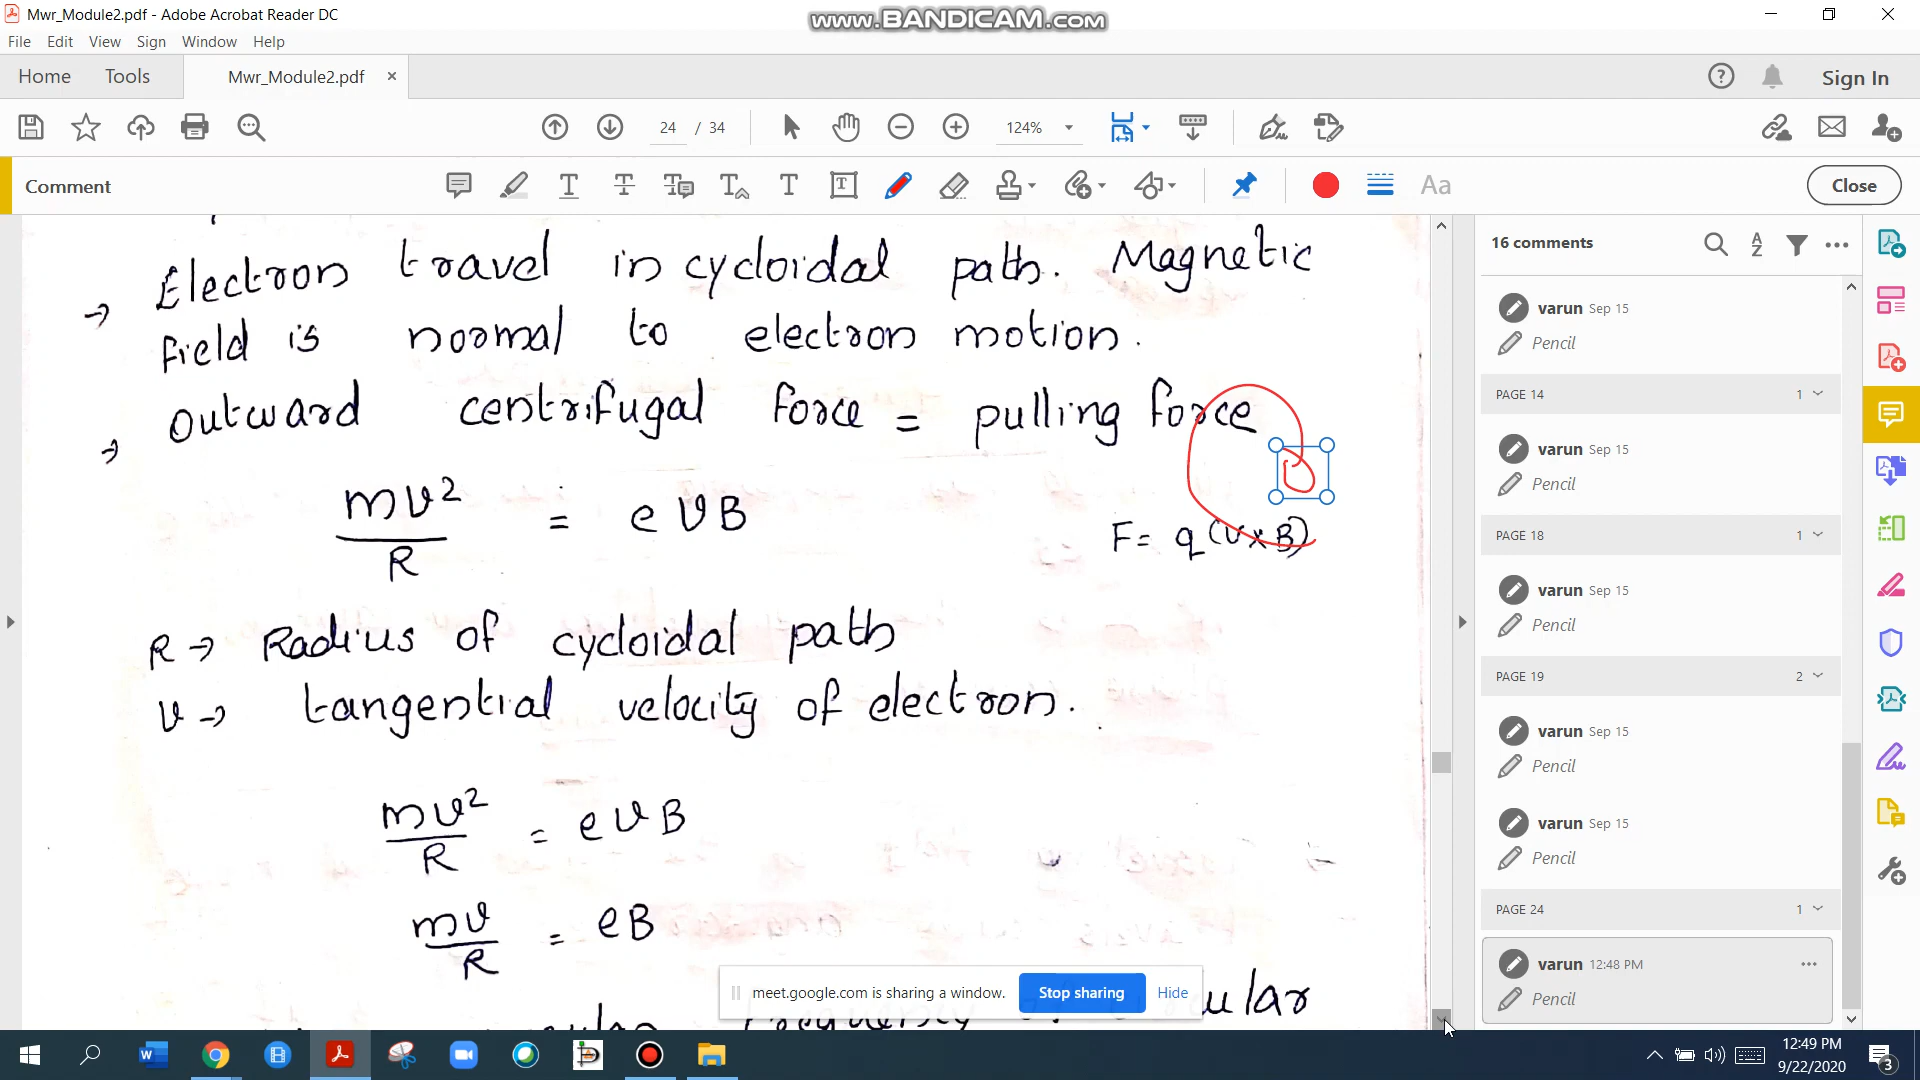 Mwr_Module2.pdf - Adobe Acrobat Reader DC
www.BANDICAM.com
File Edit View Sign Window Help
Home Tools Mwr_Module2.pdf × Sign In
24 / 34 124%
Comment Close
Electron travel in cycloidal path. Magnetic
→ field is normal to electron motion.
→ outward centrifugal force = pulling force
mv²/R = evB
F = q(v×B)
R → Radius of cycloidal path
v → tangential velocity of electron.
mv²/R = evB
mv/R = eB
16 comments
varun Sep 15
Pencil
PAGE 14 1
varun Sep 15
Pencil
PAGE 18 1
varun Sep 15
Pencil
PAGE 19 2
varun Sep 15
Pencil
varun Sep 15
Pencil
PAGE 24 1
varun 12:48 PM
Pencil
meet.google.com is sharing a window. Stop sharing Hide
12:49 PM
9/22/2020
3